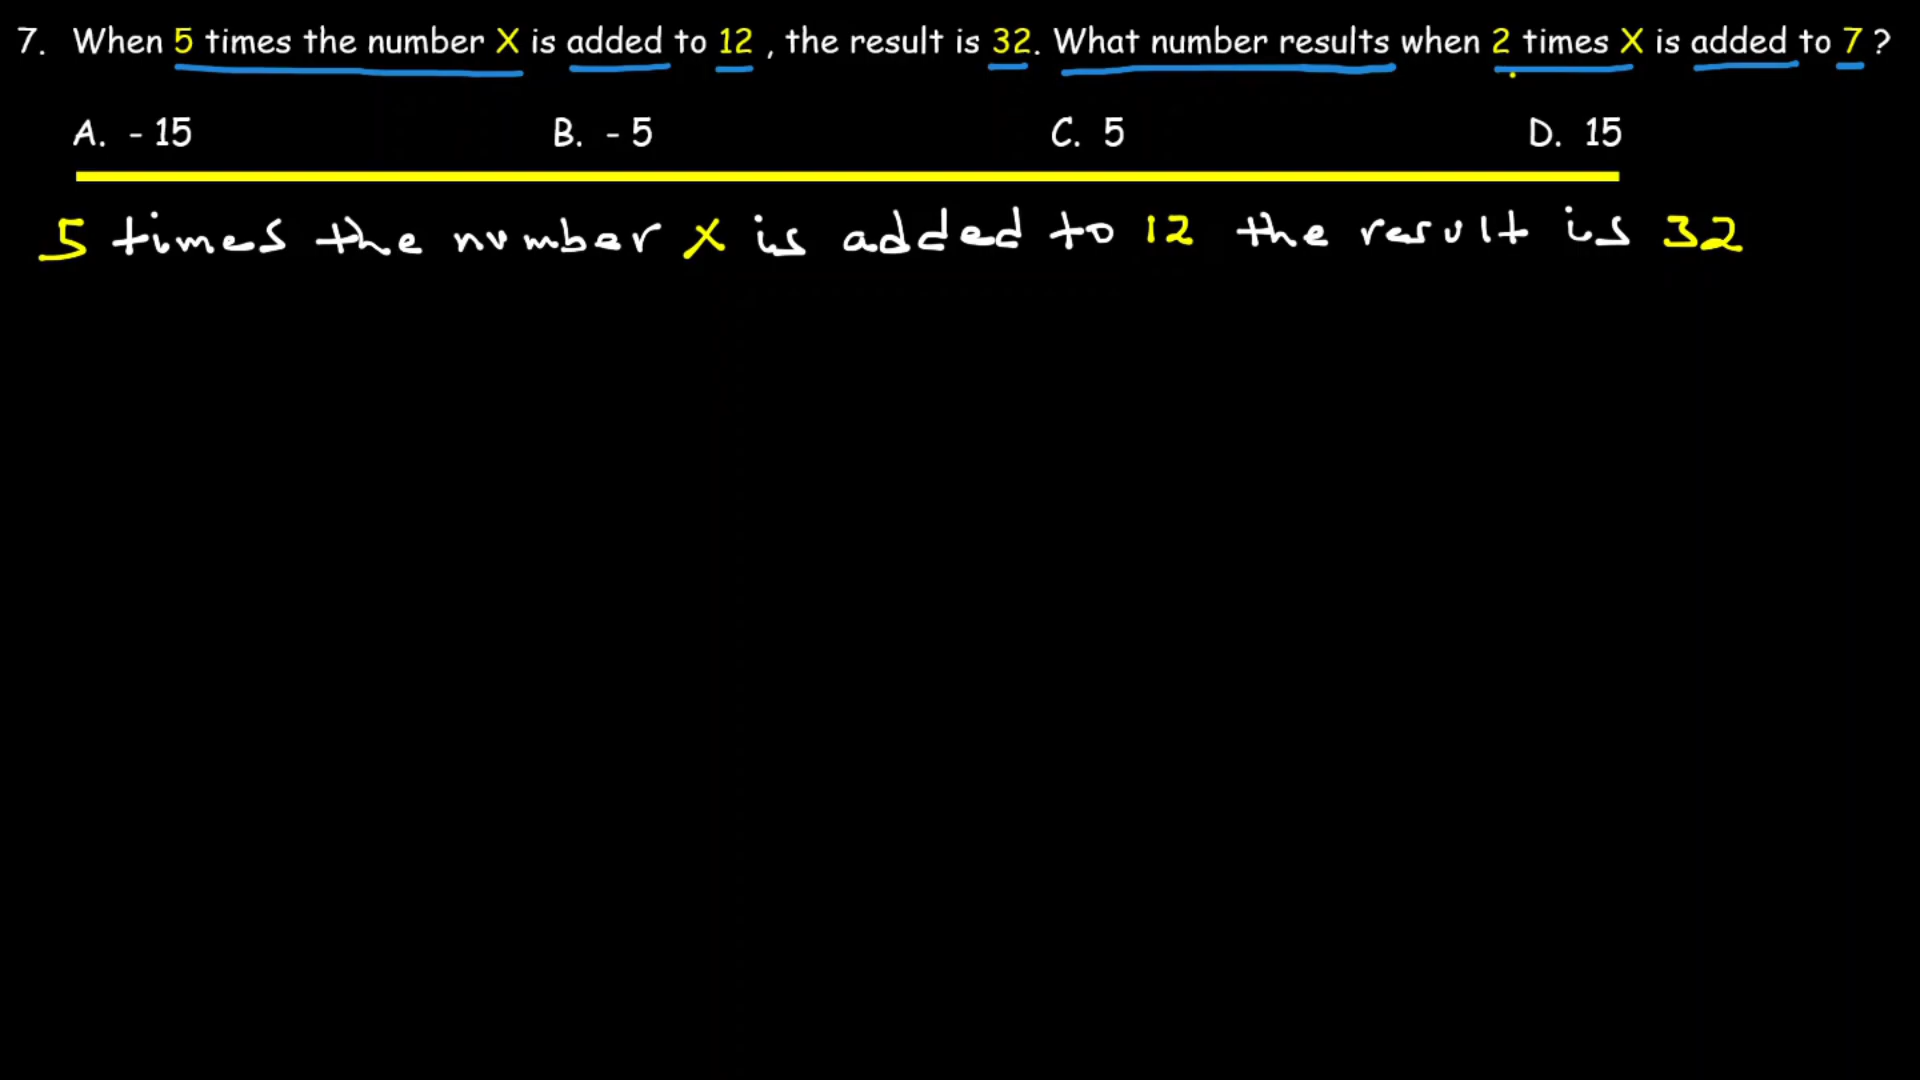 7. When 5 times the number X is added to 12 , the result is 32. What number results when 2 times X is added to 7 ?
A. - 15 B. - 5 C. 5 D. 15
5 times the number X is added to 12 the result is 32